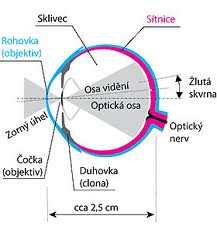 Sklivec
Sítnice
Rohovka
(objektiv)
Osa vidění
Optická osa
Žlutá
skvrna
Zorný úhel
Optický
nerv
Čočka
(objektiv)
Duhovka
(clona)
cca 2,5 cm